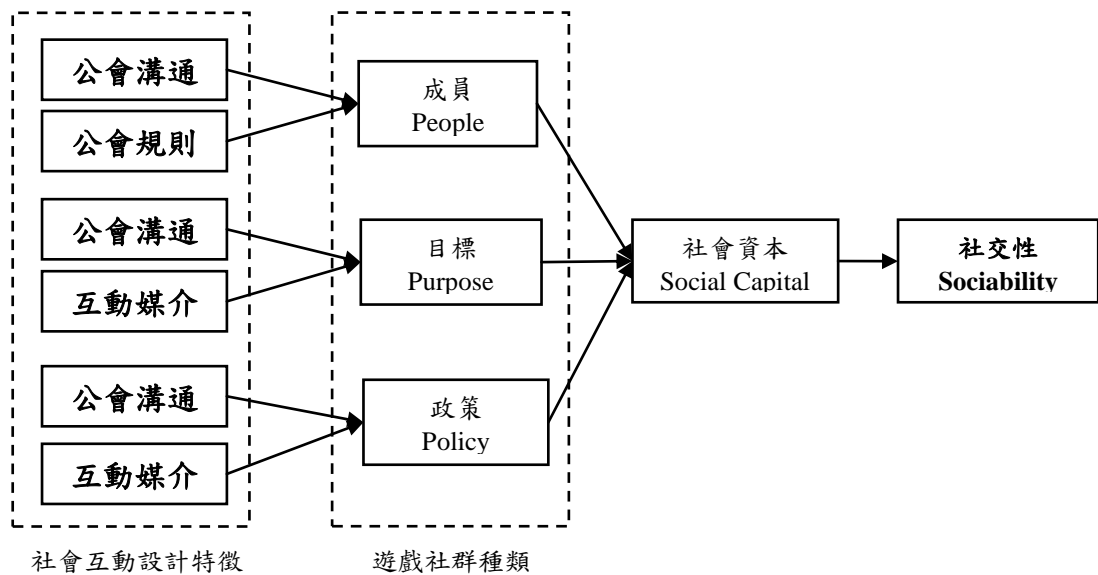 公會溝通
公會規則
公會溝通
互動媒介
公會溝通
互動媒介
社會互動設計特徵
成員
People
目標
Purpose
政策
Policy
遊戲社群種類
社會資本
Social Capital
社交性
Sociability